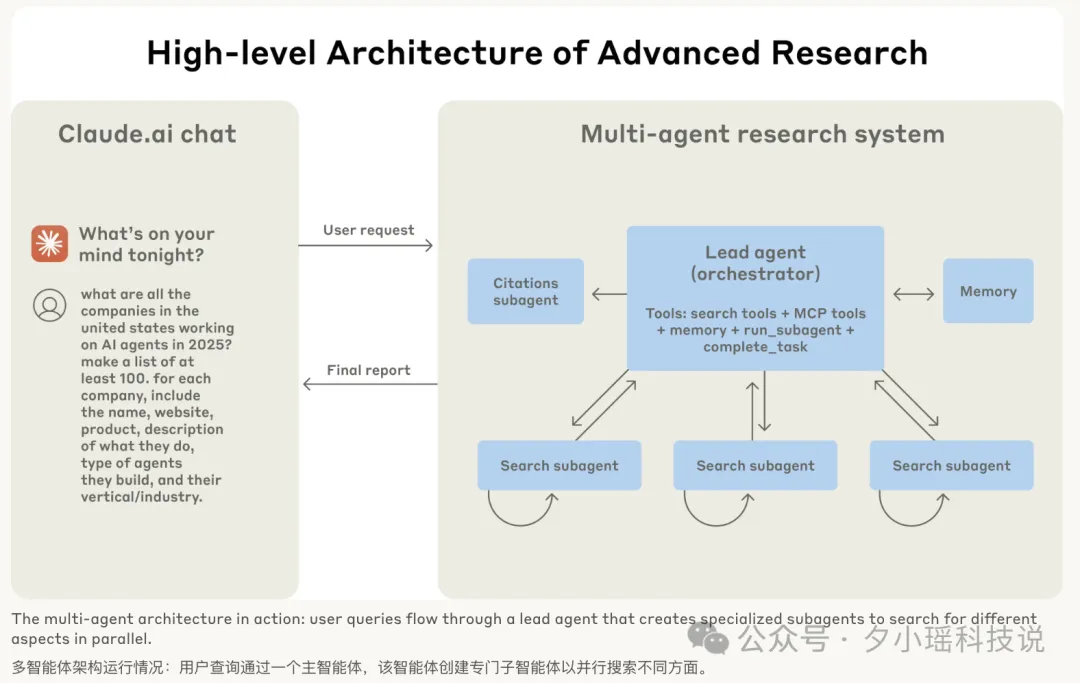 High-level Architecture of Advanced Research
Claude.ai chat
What's on your
mind tonight?
what are all the
companies in the
united states working
on AI agents in 2025?
make a list of at
least 100. for each
company, include
the name, website,
product, description
of what they do,
type of agents
they build, and their
vertical/industry.
User request
Final report
Multi-agent research system
Citations
subagent
Lead agent
(orchestrator)
Tools: search tools + MCP tools
+ memory + run_subagent +
complete_task
Memory
Search subagent
Search subagent
Search subagent
The multi-agent architecture in action: user queries flow through a lead agent that creates specialized subagents to search for different
aspects in parallel.
公众号 · 夕小瑶科技说
多智能体架构运行情况：用户查询通过一个主智能体，该智能体创建专门子智能体以并行搜索不同方面。